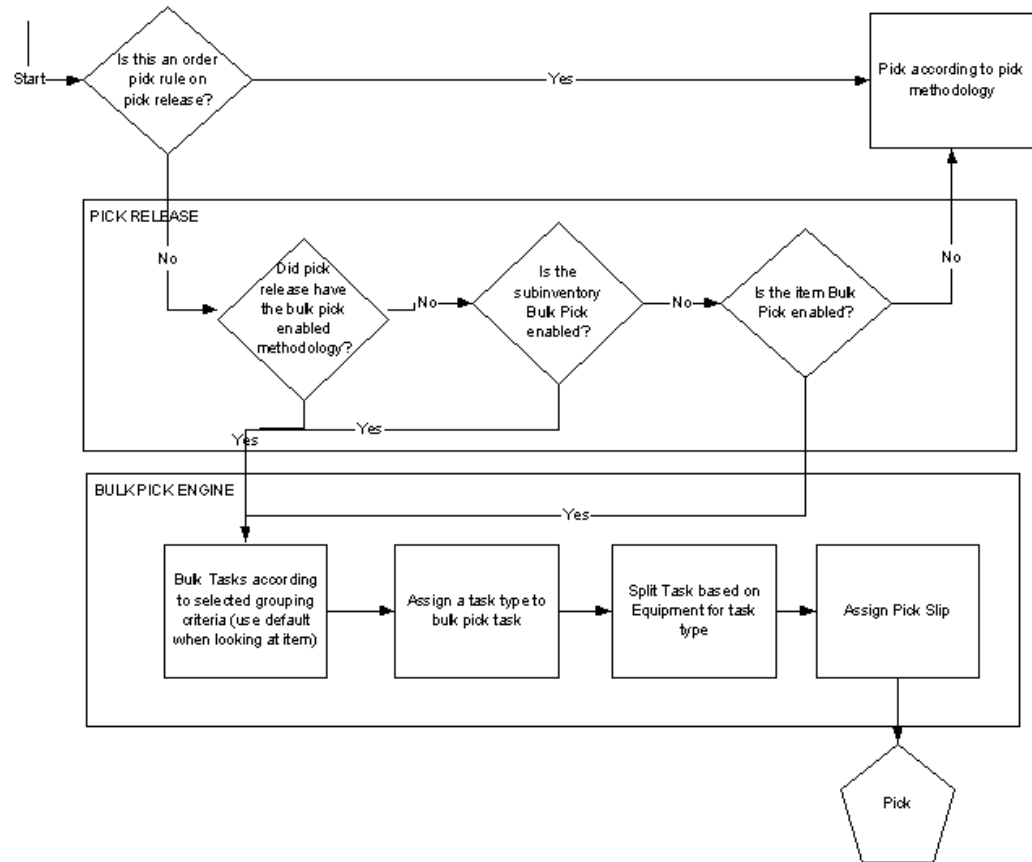 Is this an order
pick rule on
pick release?
Start
Yes
Pick according to pick
methodology
PICK RELEASE
No
Did pick
release have
the bulk pick
enabled
methodology?
No
Is the
subinventory
Bulk Pick
enabled?
No
Is the item Bulk
Pick enabled?
No
Yes
Yes
BULKPICK ENGINE
Yes
Bulk Tasks according
to selected grouping
criteria (use default
when looking at item)
Assign a task type to
bulk pick task
Split Task based on
Equipment for task
type
Assign Pick Slip
Pick